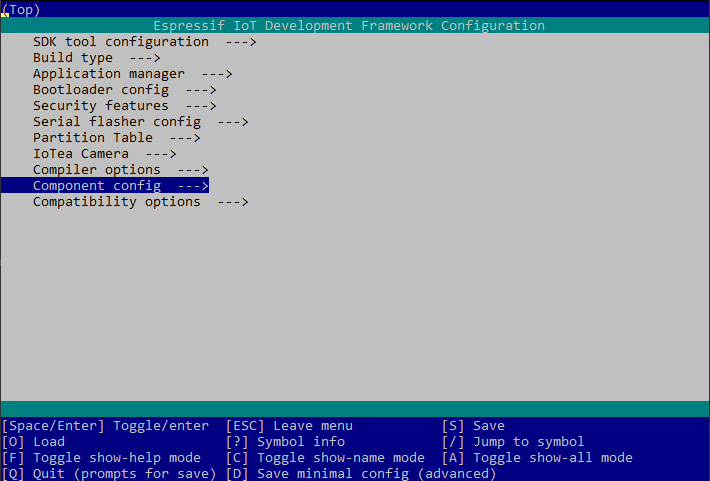 (Top)
Espressif IoT Development Framework Configuration
SDK tool configuration  --->
Build type  --->
Application manager  --->
Bootloader config  --->
Security features  --->
Serial flasher config  --->
Partition Table  --->
IoTea Camera  --->
Compiler options  --->
Component config  --->
Compatibility options  --->
[Space/Enter] Toggle/enter  [ESC] Leave menu           [S] Save
[O] Load                    [?] Symbol info            [/] Jump to symbol
[F] Toggle show-help mode   [C] Toggle show-name mode  [A] Toggle show-all mode
[Q] Quit (prompts for save) [D] Save minimal config (advanced)